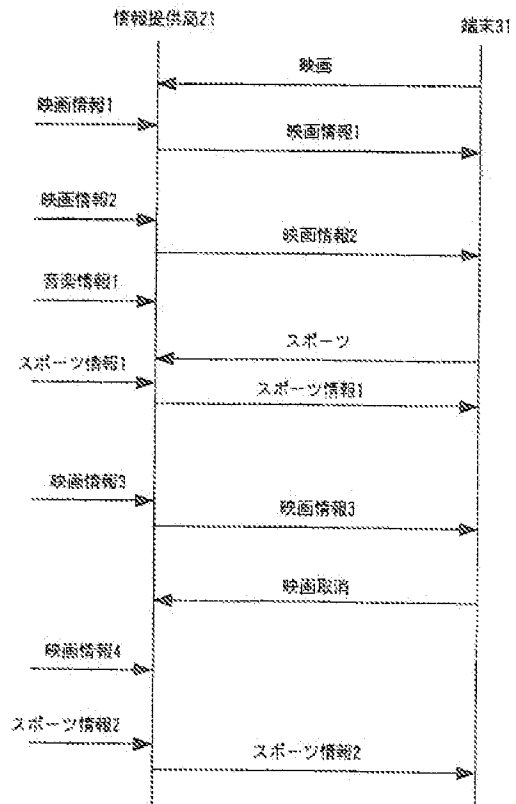 情報提供局21
端末31
映画
映画情報1
映画情報1
映画情報2
映画情報2
音楽情報1
スポーツ
スポーツ情報1
スポーツ情報1
映画情報3
映画情報3
映画取消
映画情報4
スポーツ情報2
スポーツ情報2